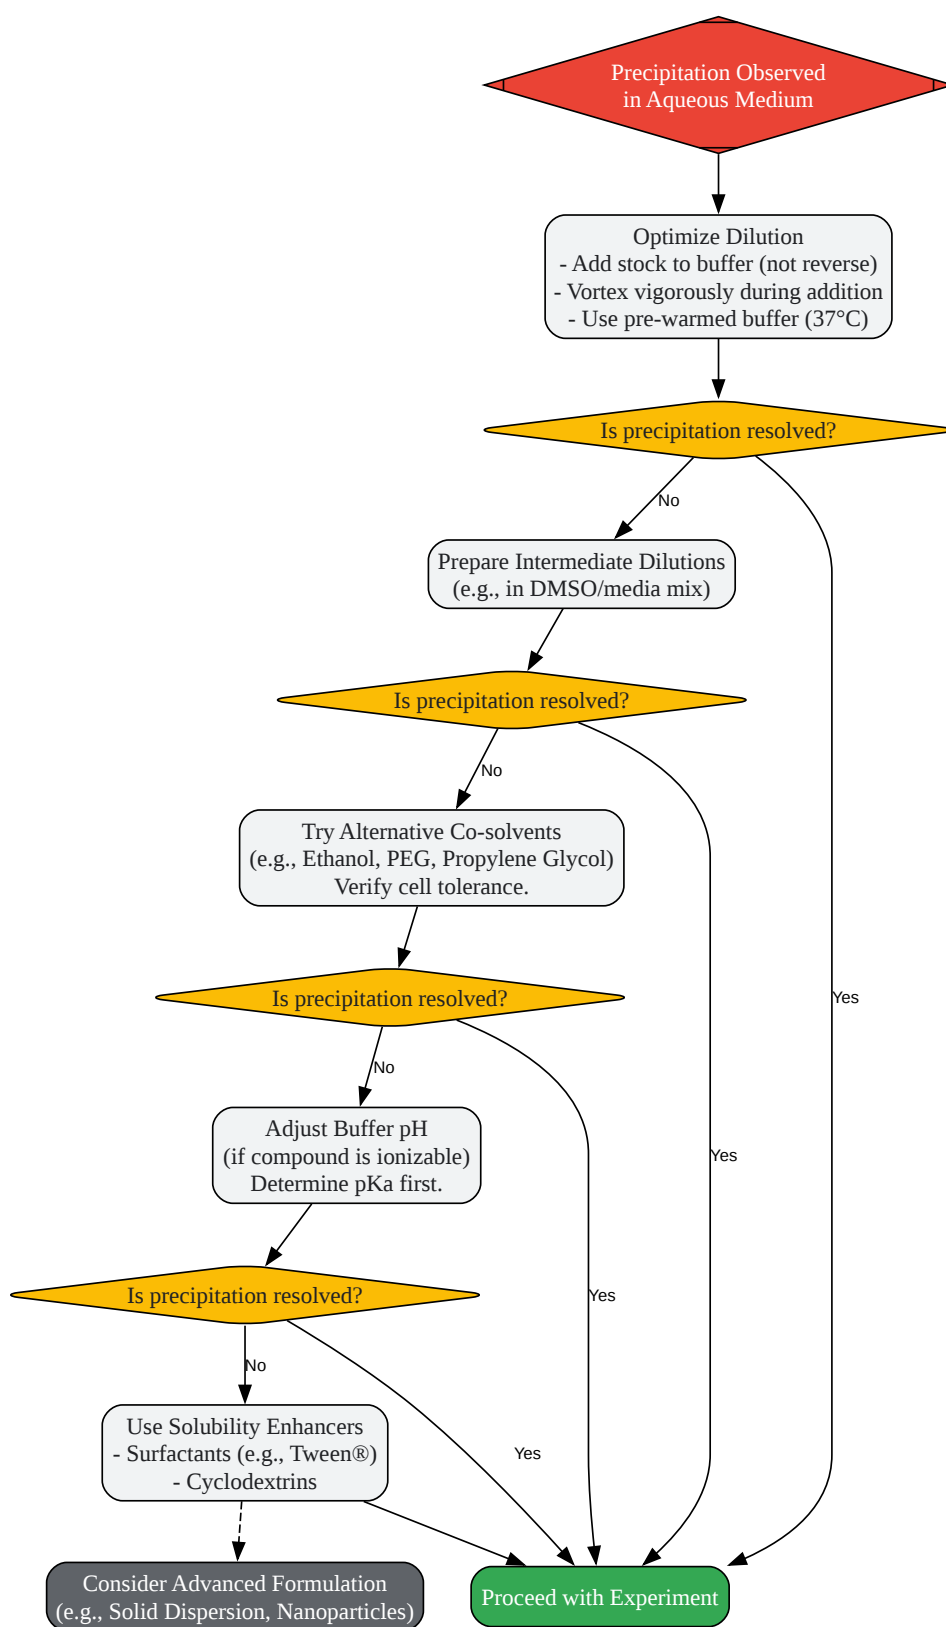 Precipitation Observed
in Aqueous Medium
Optimize Dilution
- Add stock to buffer (not reverse)
- Vortex vigorously during addition
- Use pre-warmed buffer (37°C)
Is precipitation resolved?
No
Prepare Intermediate Dilutions
(e.g., in DMSO/media mix)
Is precipitation resolved?
No
Try Alternative Co-solvents
(e.g., Ethanol, PEG, Propylene Glycol)
Verify cell tolerance.
Is precipitation resolved?
Yes
No
Adjust Buffer pH
(if compound is ionizable)
Determine pKa first.
Yes
Is precipitation resolved?
Yes
No
Use Solubility Enhancers
- Surfactants (e.g., Tween®)
- Cyclodextrins
Yes
Consider Advanced Formulation
(e.g., Solid Dispersion, Nanoparticles)
Proceed with Experiment